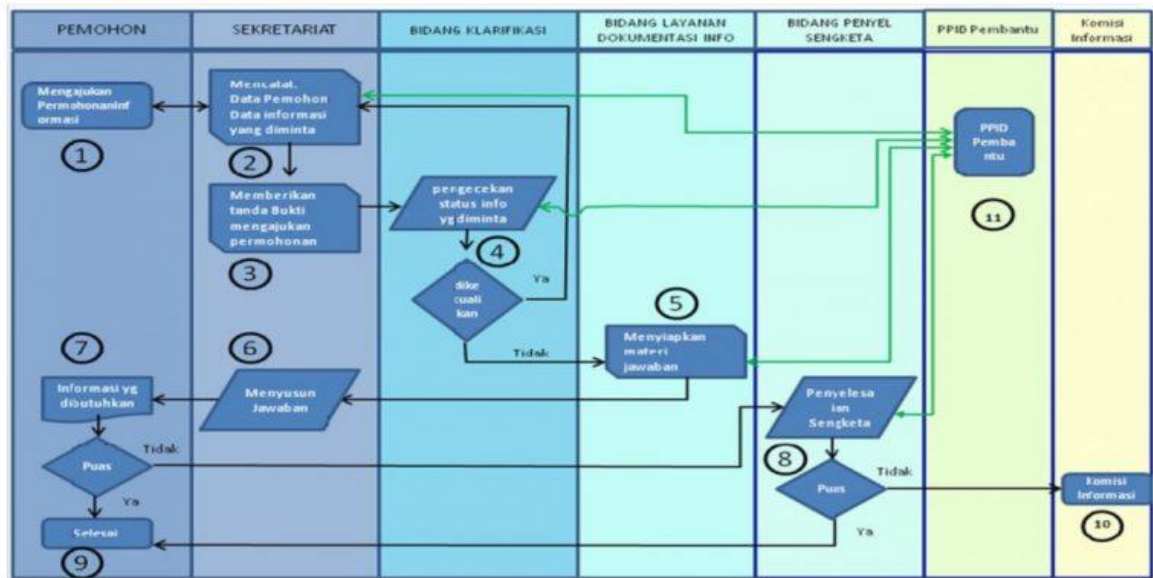 PEMOHON
SEKRETARIAT
BIDANG KLARIFIKASI
BIDANG LAYANAN
DOKUMENTASI INFO
BIDANG PENYEL
SENGKETA
PPID Pembantu
Komisi
Informasi
Mengajukan
PermohonanInf
ormasi
1
Mencatat.
Data Pemohon
Data informasi
yang diminta
2
PPID
Pemba
ntu
11
Memberikan
tanda Bukti
mengajukan
permohonan
3
pengecekan
status info
yg diminta
4
dike
cuali
kan
Ya
Tidak
5
Menyiapkan
materi
jawaban
7
Informasi yg
dibutuhkan
6
Menyusun
Jawaban
Penyelesa
ian
Sengketa
8
Puas
Tidak
Ya
Puas
Tidak
Ya
Komisi
Informasi
10
Selesai
9